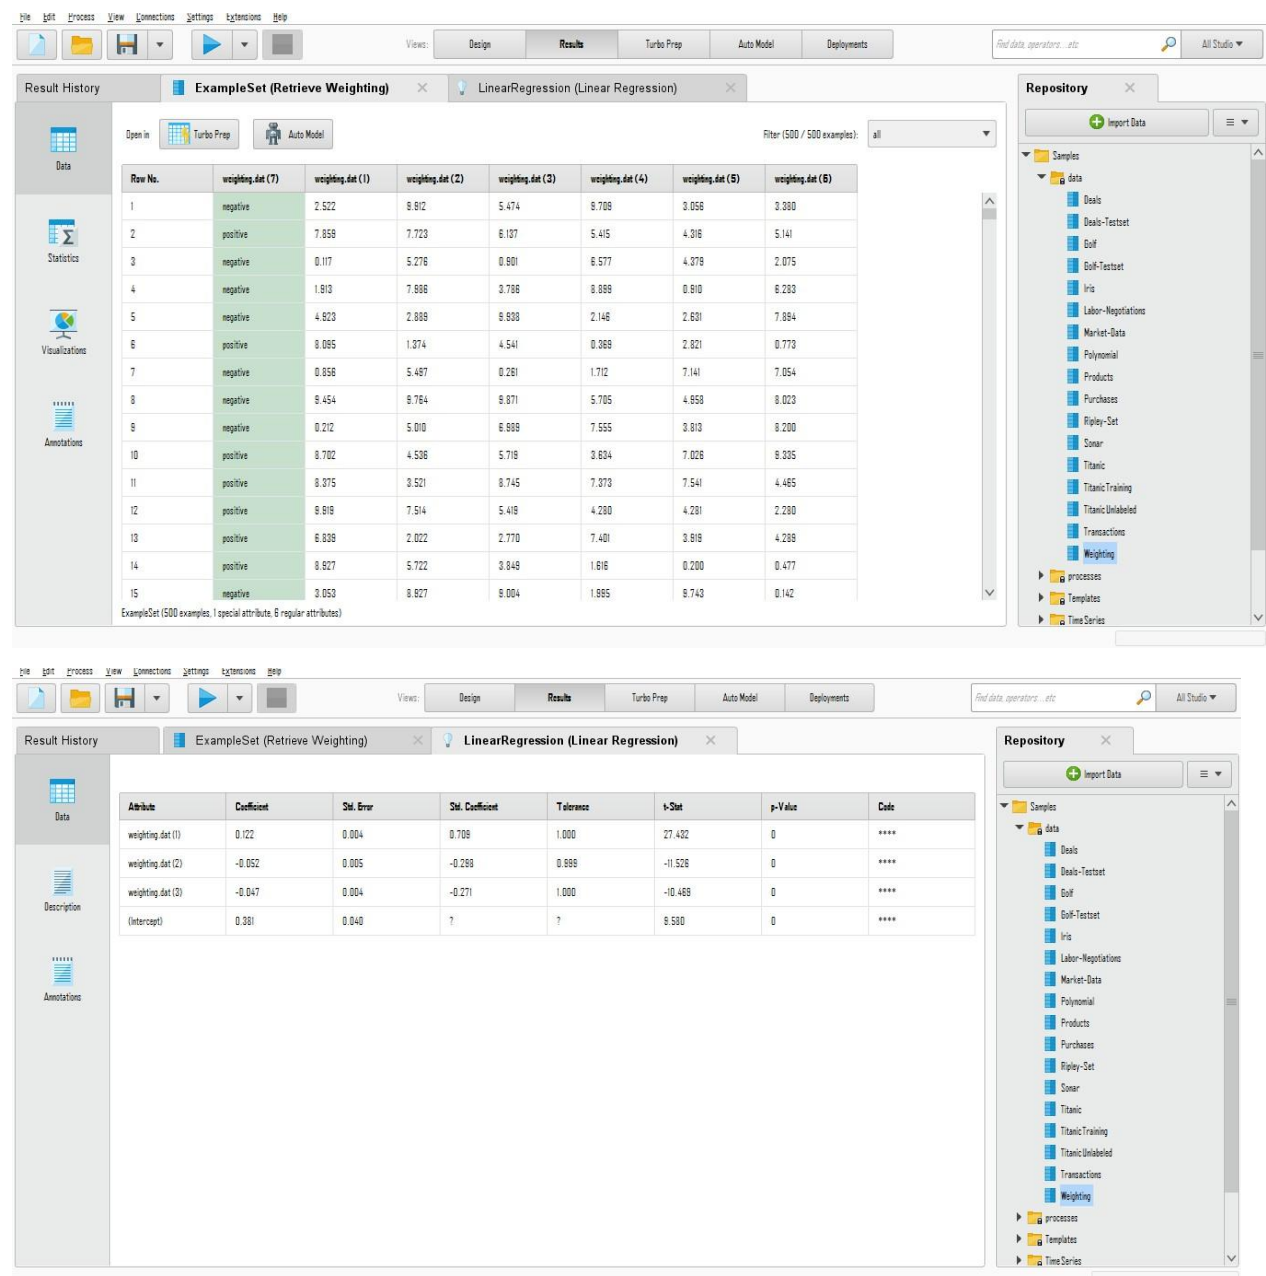 File Edit Process View Connections Settings Extensions Help
Views: Design Results Turbo Prep Auto Model Deployments Find data, operators...etc All Studio
Result History ExampleSet (Retrieve Weighting) LinearRegression (Linear Regression) Repository
Open in Turbo Prep Auto Model Filter (500 / 500 examples): all Import Data
Data
Statistics
Visualizations
Annotations
Row No. weighting.dat (7) weighting.dat (1) weighting.dat (2) weighting.dat (3) weighting.dat (4) weighting.dat (5) weighting.dat (6)
1 negative 2.522 9.912 5.474 9.709 3.056 3.380
2 positive 7.859 7.723 6.137 5.415 4.316 5.141
3 negative 0.117 5.276 0.901 6.577 4.379 2.075
4 negative 1.913 7.986 3.786 8.899 0.910 6.283
5 negative 4.923 2.889 9.938 2.146 2.631 7.894
6 positive 8.095 1.374 4.541 0.369 2.821 0.773
7 negative 0.856 5.497 0.261 1.712 7.141 7.054
8 negative 9.454 9.764 9.871 5.705 4.958 8.023
9 negative 0.212 5.010 6.989 7.555 3.813 8.200
10 positive 8.702 4.536 5.719 3.634 7.026 9.335
11 positive 8.375 3.521 8.745 7.373 7.541 4.465
12 positive 9.919 7.514 5.419 4.280 4.281 2.280
13 positive 6.839 2.022 2.770 7.401 3.919 4.289
14 positive 8.927 5.722 3.849 1.616 0.200 0.477
15 negative 3.053 8.827 9.004 1.995 9.743 0.142
ExampleSet (500 examples, 1 special attribute, 6 regular attributes)
Samples
data
Deals
Deals-Testset
Golf
Golf-Testset
Iris
Labor-Negotiations
Market-Data
Polynomial
Products
Purchases
Ripley-Set
Sonar
Titanic
Titanic Training
Titanic Unlabeled
Transactions
Weighting
processes
Templates
Time Series
File Edit Process View Connections Settings Extensions Help
Views: Design Results Turbo Prep Auto Model Deployments Find data, operators...etc All Studio
Result History ExampleSet (Retrieve Weighting) LinearRegression (Linear Regression) Repository
Import Data
Data
Description
Annotations
Attribute Coefficient Std. Error Std. Coefficient Tolerance t-Stat p-Value Code
weighting.dat (1) 0.122 0.004 0.709 1.000 27.432 0 ****
weighting.dat (2) -0.052 0.005 -0.298 0.999 -11.526 0 ****
weighting.dat (3) -0.047 0.004 -0.271 1.000 -10.469 0 ****
(Intercept) 0.381 0.040 ? ? 9.580 0 ****
Samples
data
Deals
Deals-Testset
Golf
Golf-Testset
Iris
Labor-Negotiations
Market-Data
Polynomial
Products
Purchases
Ripley-Set
Sonar
Titanic
Titanic Training
Titanic Unlabeled
Transactions
Weighting
processes
Templates
Time Series